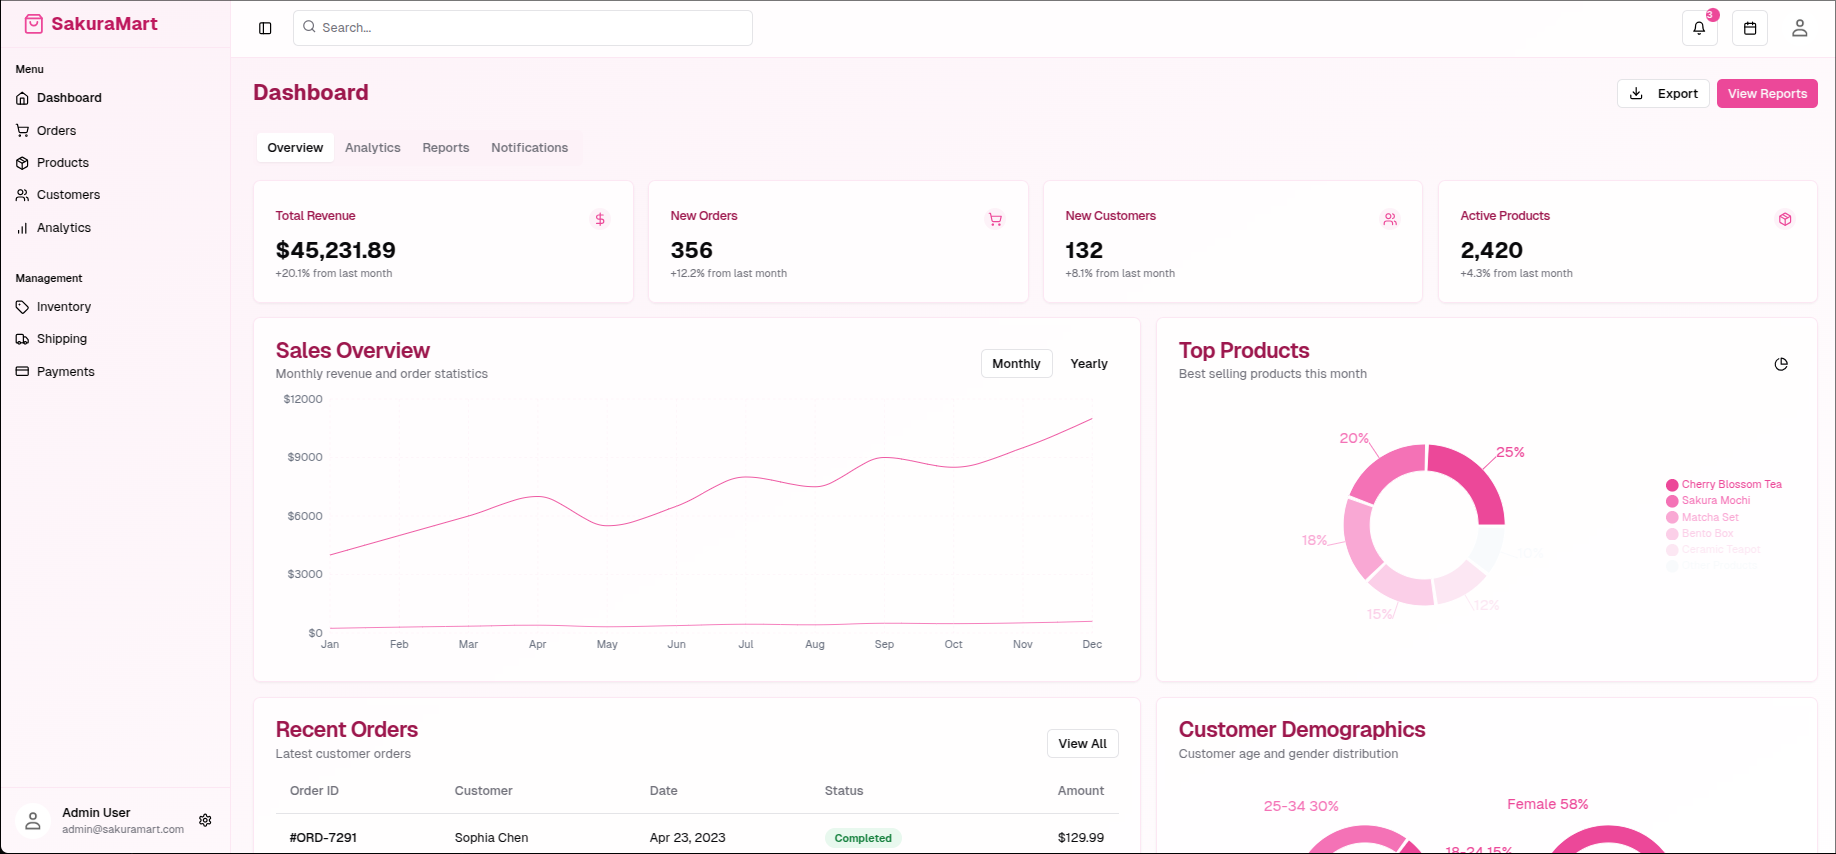 SakuraMart
Search...
3
Menu
Dashboard
Orders
Products
Customers
Analytics
Management
Inventory
Shipping
Payments
Admin User
admin@sakuramart.com
Dashboard
Export
View Reports
Overview Analytics Reports Notifications
Total Revenue
$45,231.89
+20.1% from last month
New Orders
356
+12.2% from last month
New Customers
132
+8.1% from last month
Active Products
2,420
+4.3% from last month
Sales Overview
Monthly revenue and order statistics
Monthly Yearly
$12000
$9000
$6000
$3000
$0
Jan Feb Mar Apr May Jun Jul Aug Sep Oct Nov Dec
Top Products
Best selling products this month
20%
25%
18%
15%
12%
Cherry Blossom Tea
Sakura Mochi
Matcha Set
Bento Box
Ceramic Teapot
Recent Orders
Latest customer orders
View All
Order ID Customer Date Status Amount
#ORD-7291 Sophia Chen Apr 23, 2023 Completed $129.99
Customer Demographics
Customer age and gender distribution
25-34 30%
Female 58%
18-24 15%